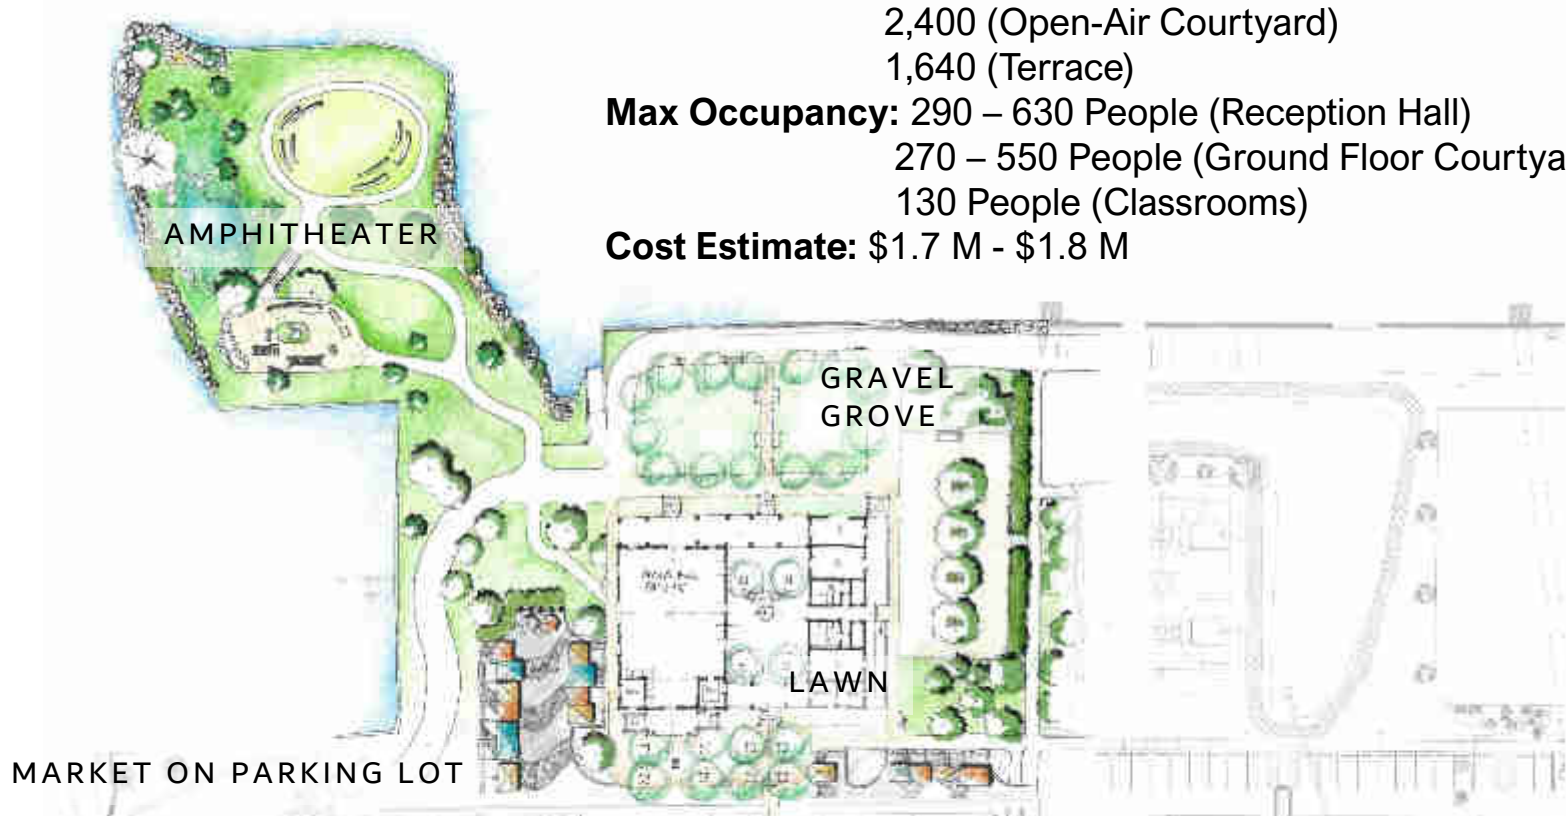 2,400 (Open-Air Courtyard)
1,640 (Terrace)
Max Occupancy: 290 – 630 People (Reception Hall)
270 – 550 People (Ground Floor Courtya
130 People (Classrooms)
Cost Estimate: $1.7 M - $1.8 M
AMPHITHEATER
GRAVEL
GROVE
LAWN
MARKET ON PARKING LOT